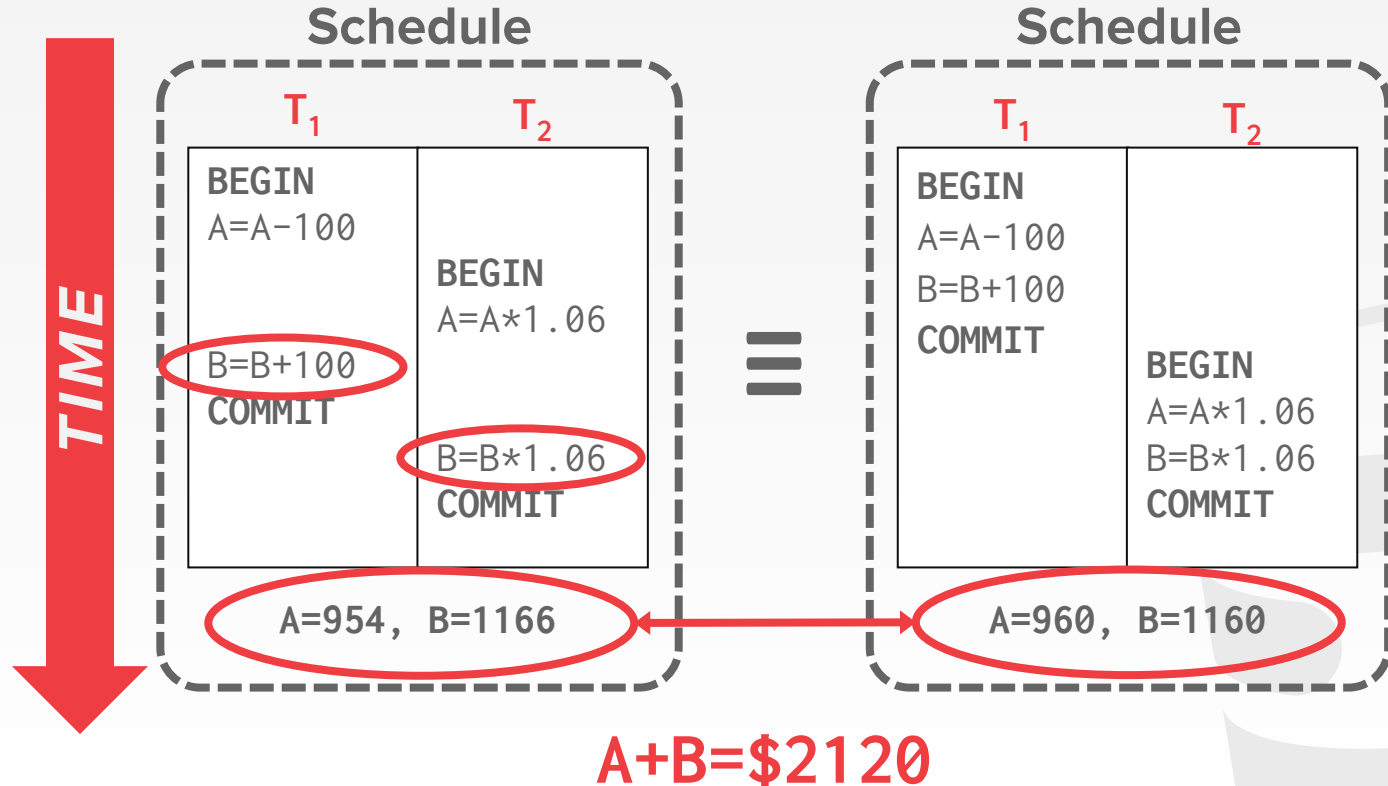 Schedule
T1
T2
BEGIN
A=A-100
BEGIN
A=A*1.06
B=B+100
COMMIT
B=B*1.06
COMMIT
A=954, B=1166
TIME
≡
Schedule
T1
T2
BEGIN
A=A-100
B=B+100
COMMIT
BEGIN
A=A*1.06
B=B*1.06
COMMIT
A=960, B=1160
A+B=$2120